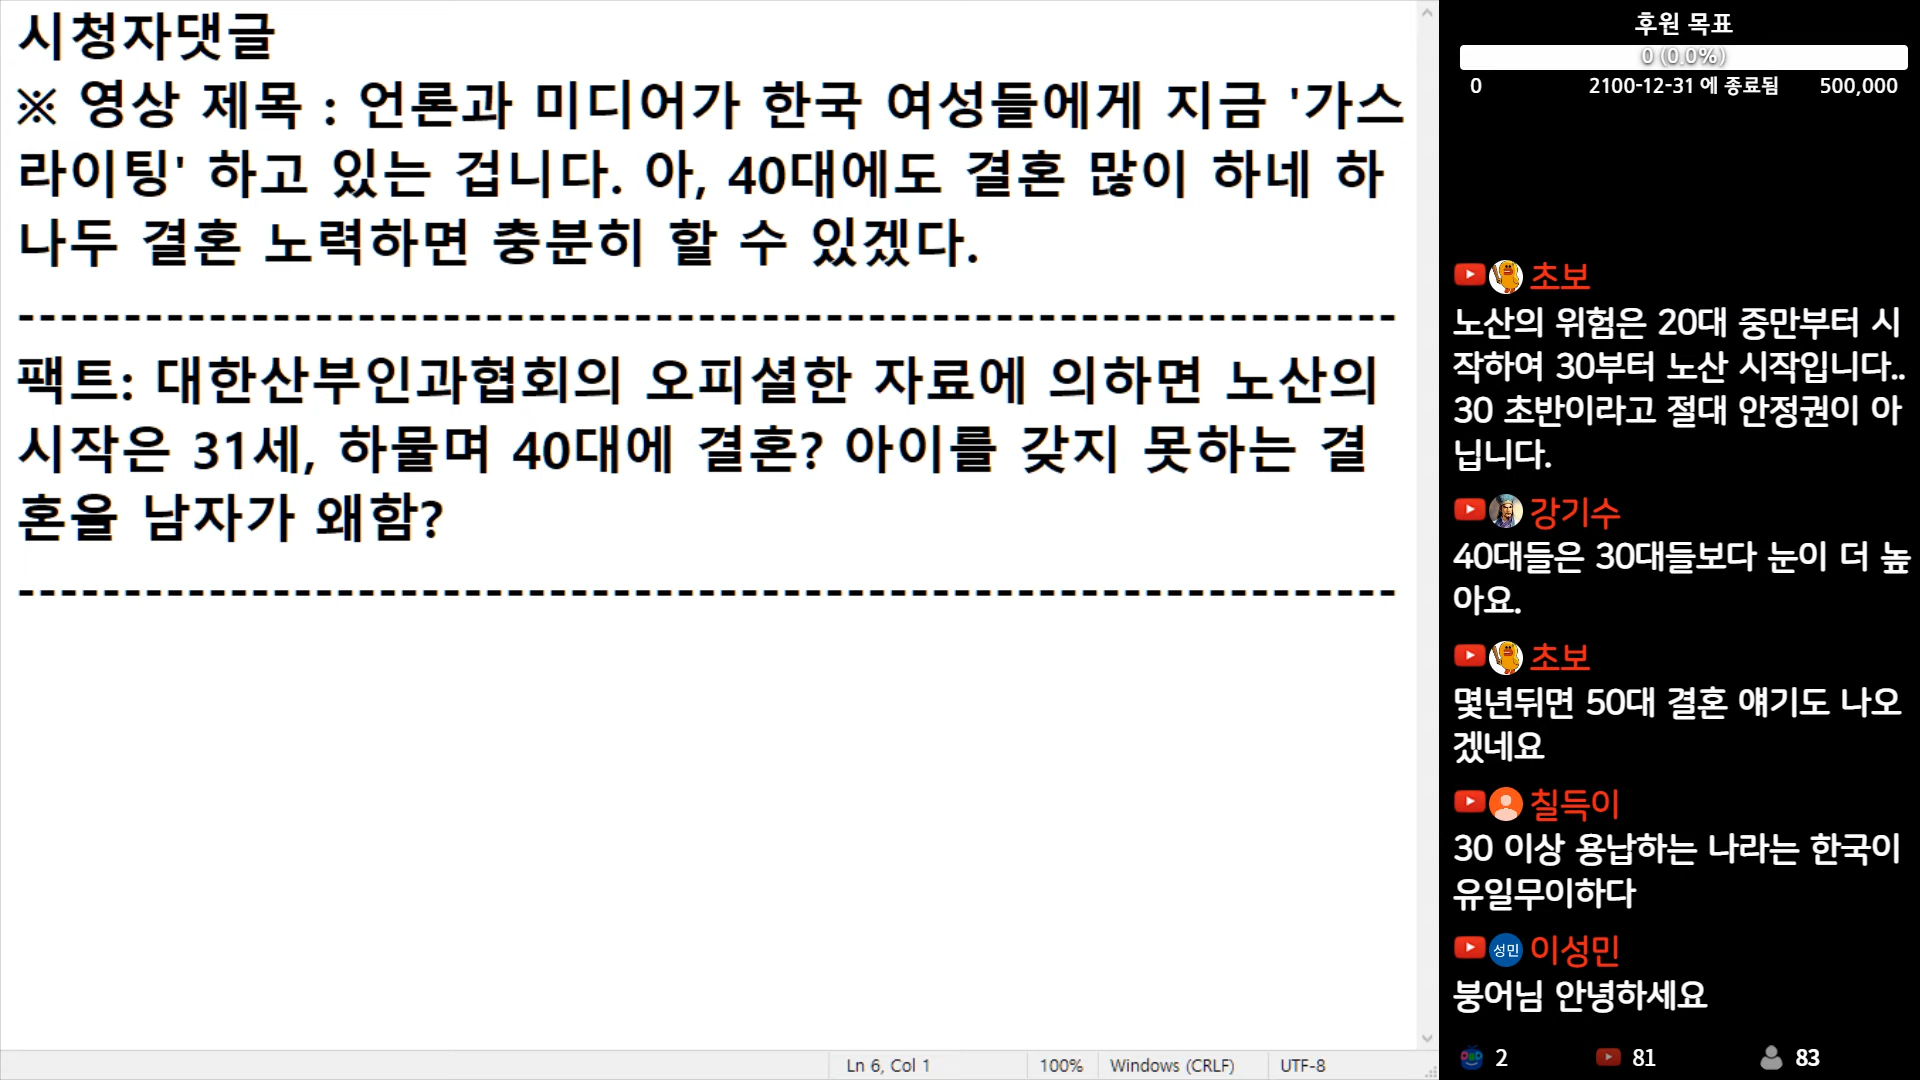 시청자댓글
※ 영상 제목 : 언론과 미디어가 한국 여성들에게 지금 '가스
라이팅' 하고 있는 겁니다. 아, 40대에도 결혼 많이 하네 하
나두 결혼 노력하면 충분히 할 수 있겠다.
------------------------------------------------------------------
팩트: 대한산부인과협회의 오피셜한 자료에 의하면 노산의
시작은 31세, 하물며 40대에 결혼? 아이를 갖지 못하는 결
혼을 남자가 왜함?
------------------------------------------------------------------
Ln 6, Col 1
100%
Windows (CRLF)
UTF-8
후원 목표
0 (0.0%)
0 2100-12-31 에 종료됨 500,000
초보
노산의 위험은 20대 중만부터 시
작하여 30부터 노산 시작입니다..
30 초반이라고 절대 안정권이 아
닙니다.
강기수
40대들은 30대들보다 눈이 더 높
아요.
초보
몇년뒤면 50대 결혼 얘기도 나오
겠네요
칠득이
30 이상 용납하는 나라는 한국이
유일무이하다
성민 이성민
붕어님 안녕하세요
2 81 83